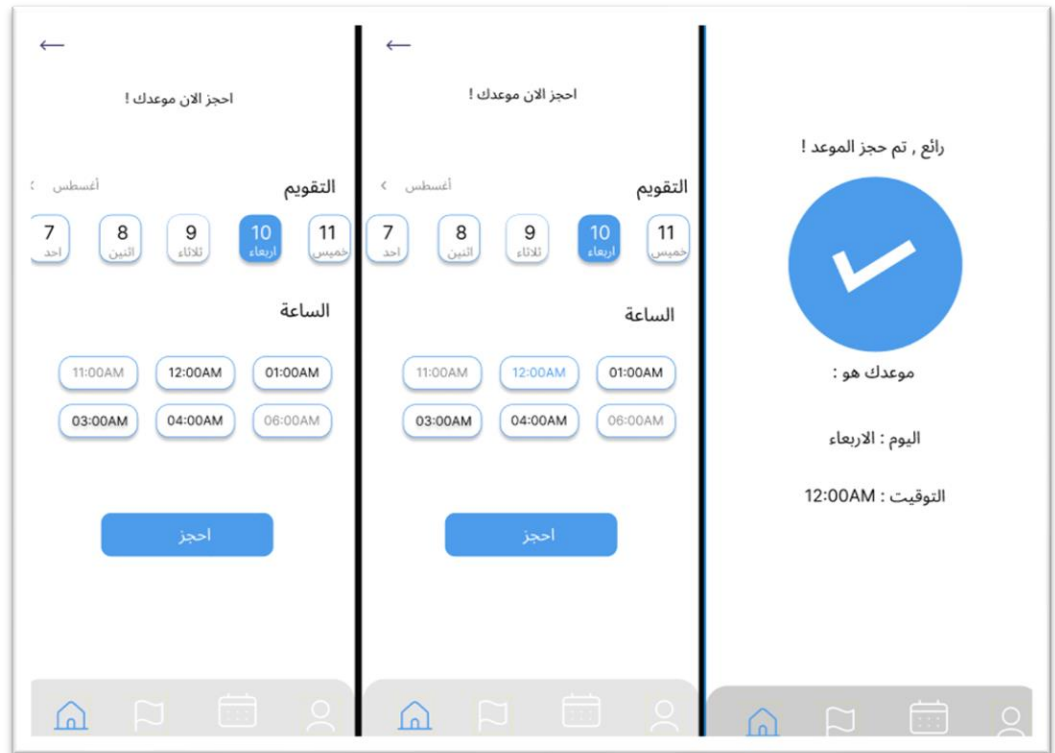 احجز الان موعدك !
التقويم
أغسطس
11 10 9 8 7
خميس اربعاء ثلاثاء اثنين احد
الساعة
11:00AM 12:00AM 01:00AM
03:00AM 04:00AM 06:00AM
احجز
احجز الان موعدك !
التقويم
أغسطس
11 10 9 8 7
خميس اربعاء ثلاثاء اثنين احد
الساعة
11:00AM 12:00AM 01:00AM
03:00AM 04:00AM 06:00AM
احجز
رائع , تم حجز الموعد !
موعدك هو :
اليوم : الاربعاء
التوقيت : 12:00AM